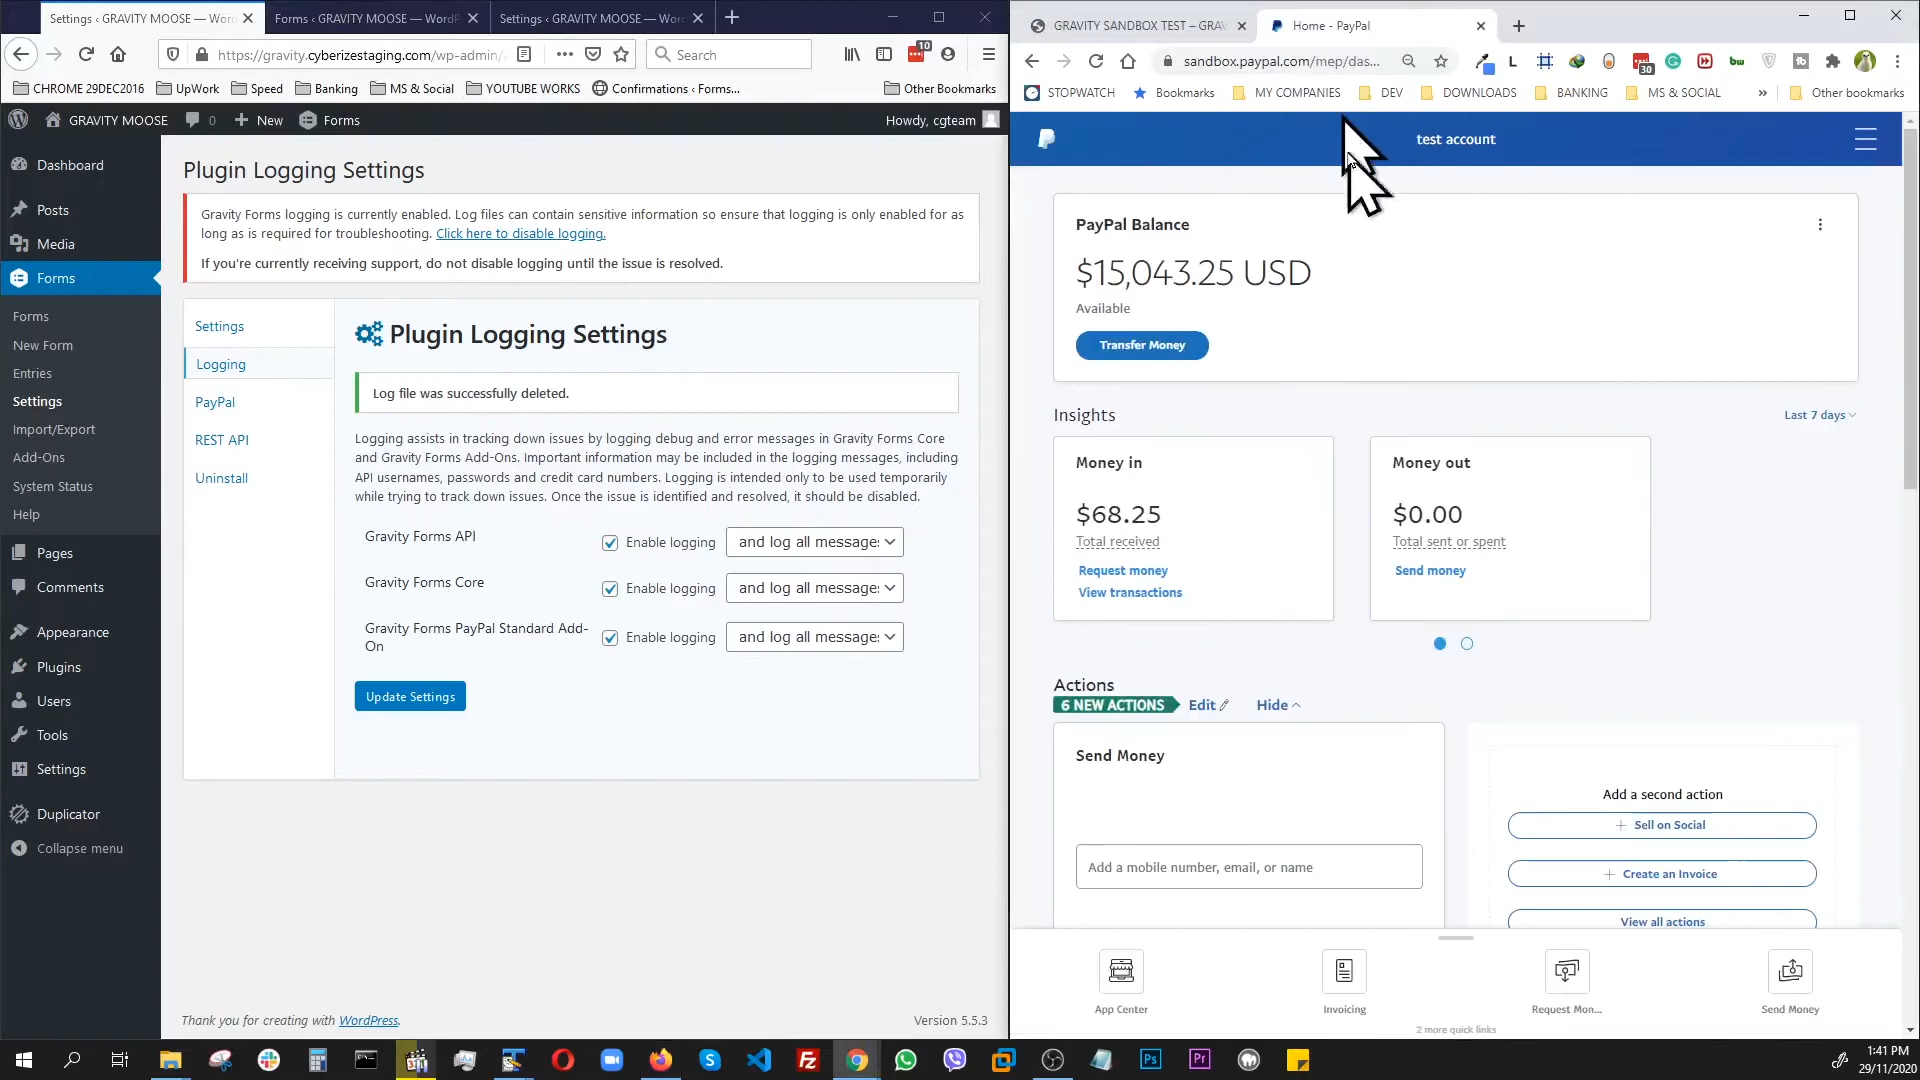 Settings ‹ GRAVITY MOOSE — Wor
Forms ‹ GRAVITY MOOSE — WordP
Settings ‹ GRAVITY MOOSE — Wor
https://gravity.cyberizestaging.com/wp-admin/
Search
10
CHROME 29DEC2016
UpWork
Speed
Banking
MS & Social
YOUTUBE WORKS
Confirmations ‹ Forms...
Other Bookmarks
GRAVITY MOOSE
0
New
Forms
Howdy, cgteam
Dashboard
Posts
Media
Forms
Forms
New Form
Entries
Settings
Import/Export
Add-Ons
System Status
Help
Pages
Comments
Appearance
Plugins
Users
Tools
Settings
Duplicator
Collapse menu
Plugin Logging Settings
Gravity Forms logging is currently enabled. Log files can contain sensitive information so ensure that logging is only enabled for as
long as is required for troubleshooting. Click here to disable logging.
If you're currently receiving support, do not disable logging until the issue is resolved.
Settings
Logging
PayPal
REST API
Uninstall
Plugin Logging Settings
Log file was successfully deleted.
Logging assists in tracking down issues by logging debug and error messages in Gravity Forms Core
and Gravity Forms Add-Ons. Important information may be included in the logging messages, including
API usernames, passwords and credit card numbers. Logging is intended only to be used temporarily
while trying to track down issues. Once the issue is identified and resolved, it should be disabled.
Gravity Forms API
Enable logging
and log all message
Gravity Forms Core
Enable logging
and log all message
Gravity Forms PayPal Standard Add-
On
Enable logging
and log all message
Update Settings
Thank you for creating with WordPress.
Version 5.5.3
GRAVITY SANDBOX TEST – GRAV
Home - PayPal
sandbox.paypal.com/mep/das...
30
STOPWATCH
Bookmarks
MY COMPANIES
DEV
DOWNLOADS
BANKING
MS & SOCIAL
»
Other bookmarks
test account
PayPal Balance
$15,043.25 USD
Available
Transfer Money
Insights
Last 7 days
Money in
$68.25
Total received
Request money
View transactions
Money out
$0.00
Total sent or spent
Send money
Actions
6 NEW ACTIONS
Edit
Hide
Send Money
Add a mobile number, email, or name
Add a second action
Sell on Social
Create an Invoice
View all actions
App Center
Invoicing
Request Mon...
Send Money
2 more quick links
1:41 PM
29/11/2020